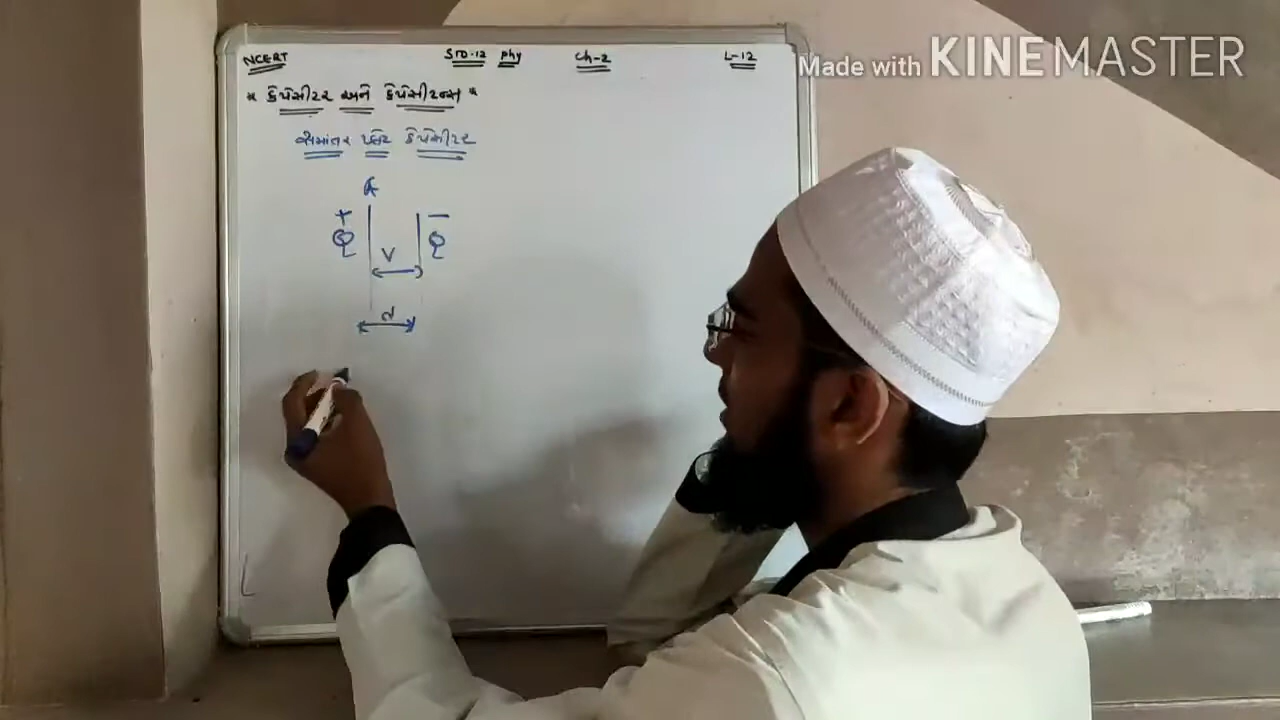 NCERT STD-12 phy Ch-2 L-12
* કેપેસીટર અને કેપેસીટન્સ *
સમાંતર પ્લેટ કેપેસીટર
A
+ −
Q Q
V
d
Made with KINEMASTER